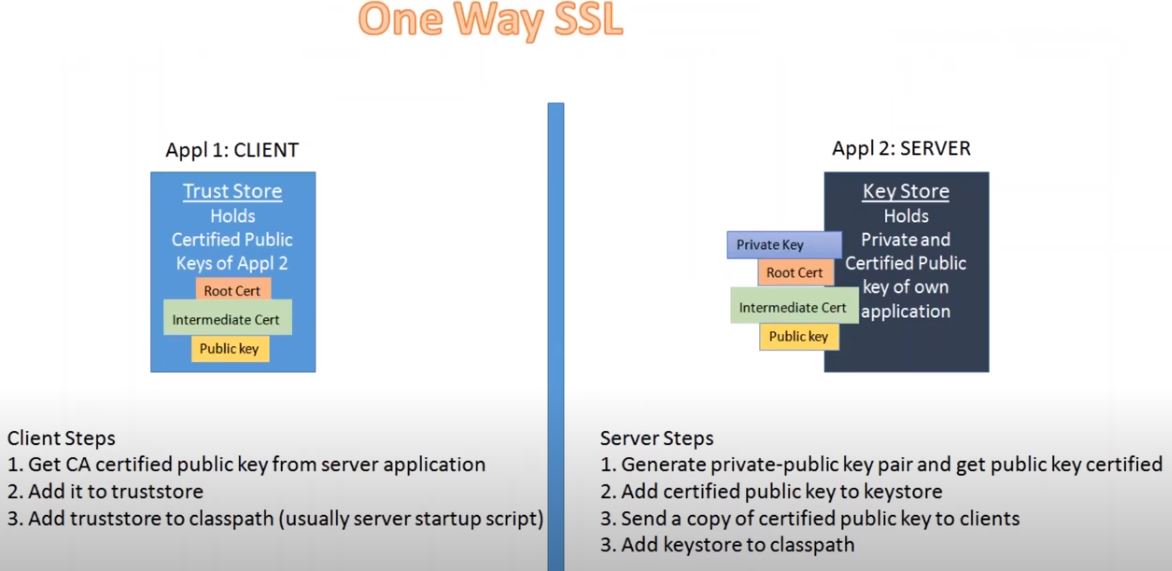 One Way SSL
Appl 1: CLIENT
Trust Store
Holds
Certified Public
Keys of Appl 2
Root Cert
Intermediate Cert
Public key
Client Steps
1. Get CA certified public key from server application
2. Add it to truststore
3. Add truststore to classpath (usually server startup script)
Appl 2: SERVER
Key Store
Holds
Private and
Certified Public
key of own
application
Private Key
Root Cert
Intermediate Cert
Public key
Server Steps
1. Generate private-public key pair and get public key certified
2. Add certified public key to keystore
3. Send a copy of certified public key to clients
3. Add keystore to classpath